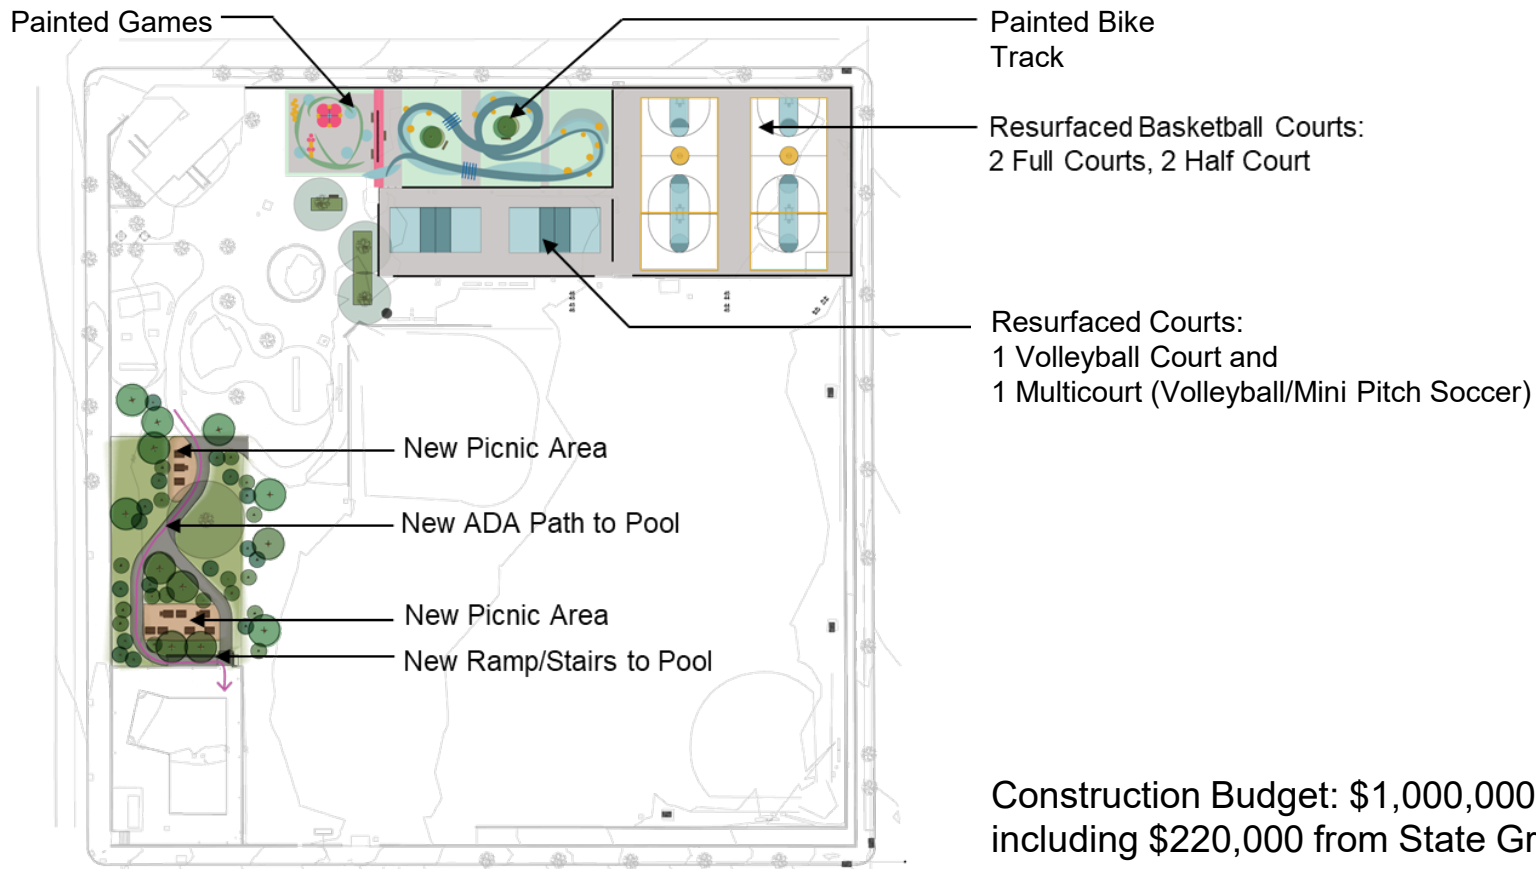 Painted Games
Painted Bike
Track
Resurfaced Basketball Courts:
2 Full Courts, 2 Half Court
Resurfaced Courts:
1 Volleyball Court and
1 Multicourt (Volleyball/Mini Pitch Soccer)
New Picnic Area
New ADA Path to Pool
New Picnic Area
New Ramp/Stairs to Pool
Construction Budget: $1,000,000
including $220,000 from State Gr